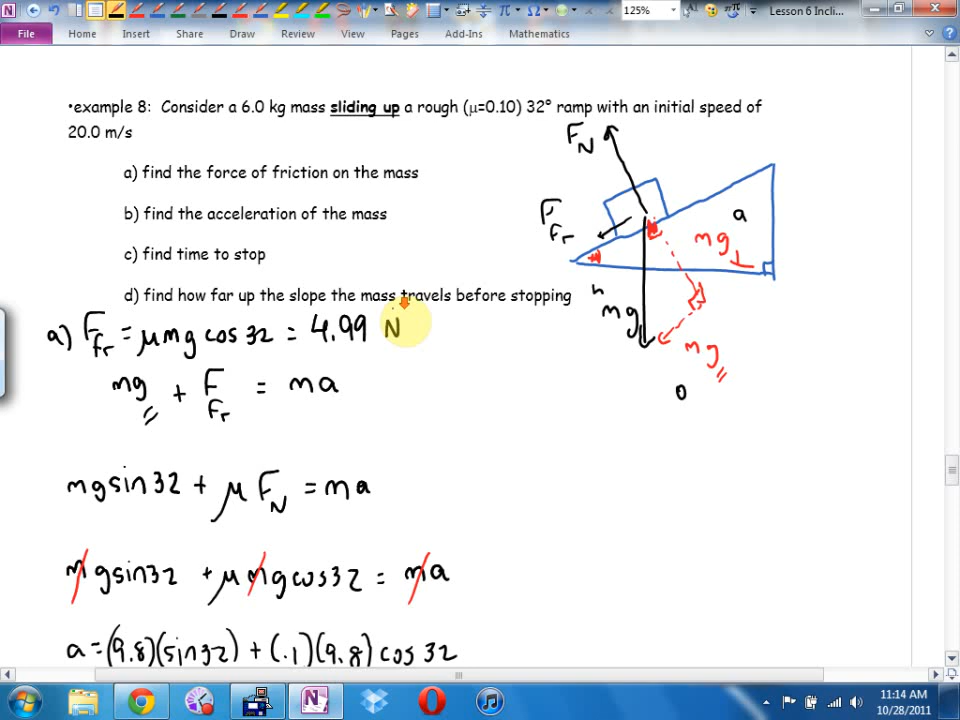 125%
Lesson 6 Incli...
File Home Insert Share Draw Review View Pages Add-Ins Mathematics
•example 8: Consider a 6.0 kg mass sliding up a rough (μ=0.10) 32° ramp with an initial speed of
20.0 m/s
a) find the force of friction on the mass
b) find the acceleration of the mass
c) find time to stop
d) find how far up the slope the mass travels before stopping
F_N
F_fr
a
mg⊥
mg
mg_//
θ
a) F_fr = μmg cos 32 = 4.99 N
mg_// + F_fr = ma
mgsin32 + μF_N = ma
mgsin32 + μmgcos32 = ma
a = (9.8)(sin32) + (.1)(9.8) cos 32
11:14 AM
10/28/2011